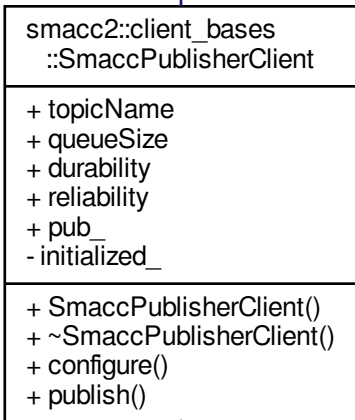 smacc2::client_bases
::SmaccPublisherClient
+ topicName
+ queueSize
+ durability
+ reliability
+ pub_
- initialized_
+ SmaccPublisherClient()
+ ~SmaccPublisherClient()
+ configure()
+ publish()